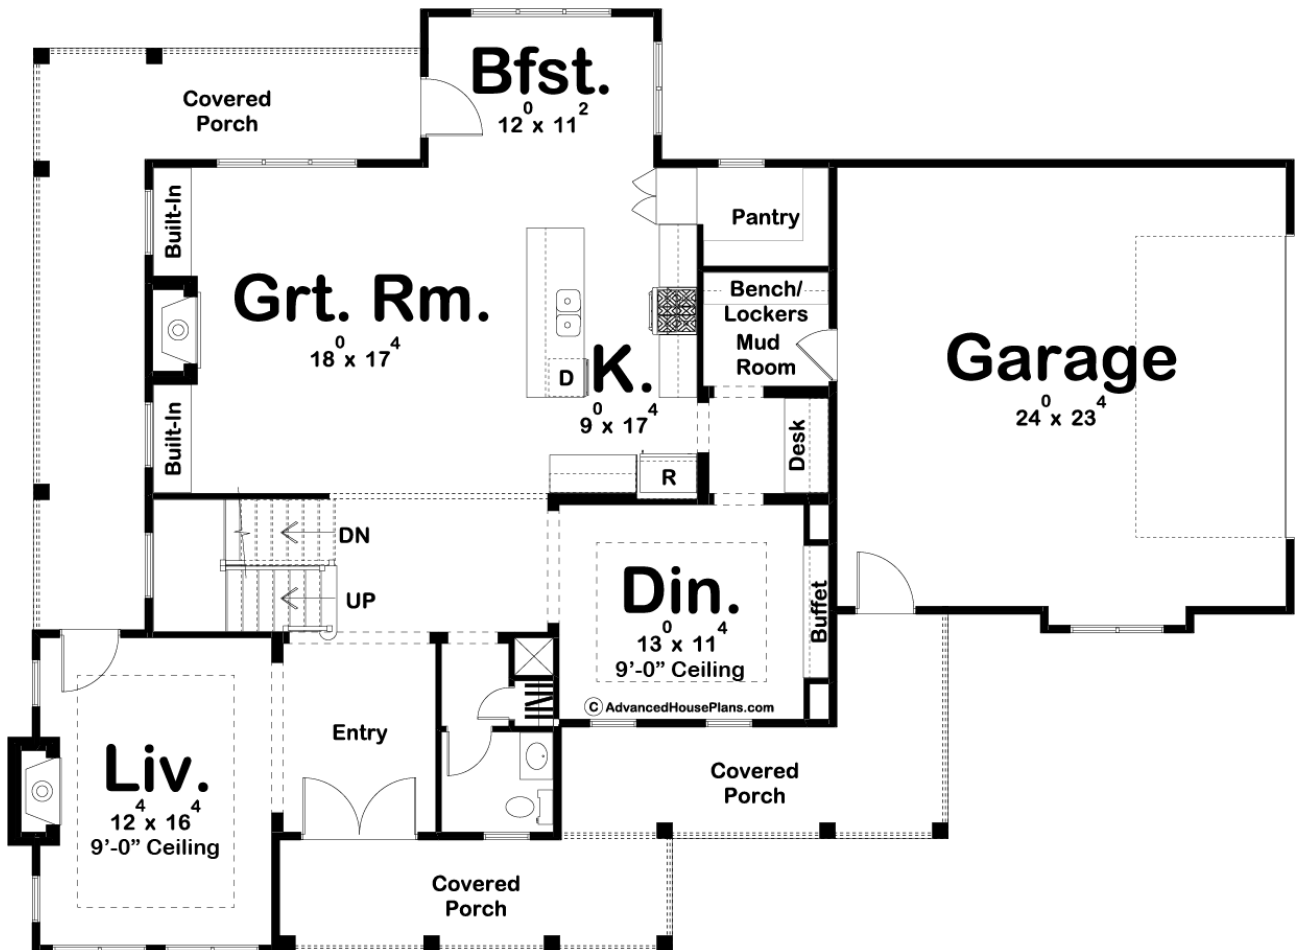 Bfst.
12⁰ x 11²
Covered
Porch
Built-In
Pantry
Grt. Rm.
18⁰ x 17⁴
Bench/
Lockers
Mud
Room
Garage
24⁰ x 23⁴
D
K.
9⁰ x 17⁴
Built-In
Desk
R
DN
UP
Din.
13⁰ x 11⁴
9'-0" Ceiling
Buffet
© AdvancedHousePlans.com
Entry
Liv.
12⁴ x 16⁴
9'-0" Ceiling
Covered
Porch
Covered
Porch